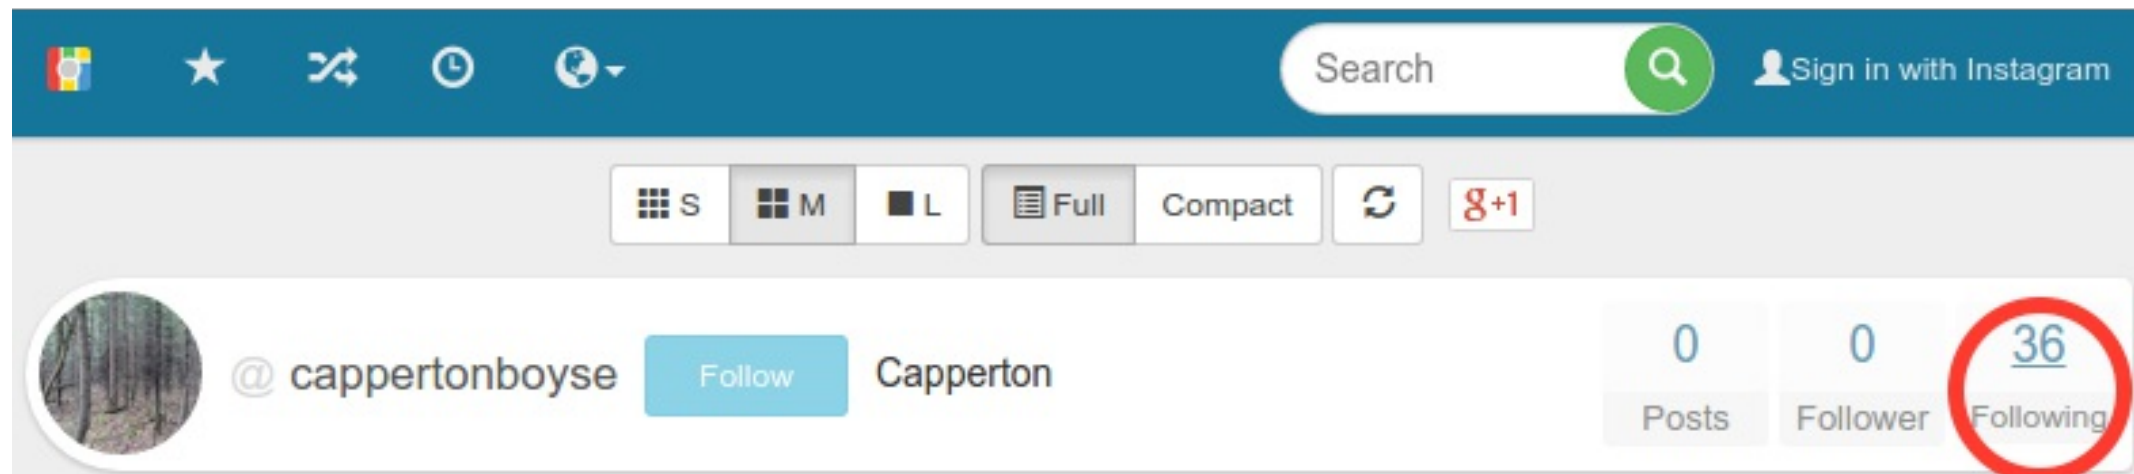 Search Sign in with Instagram
S M L Full Compact g+1
@ cappertonboyse Follow Capperton
0 0 36
Posts Follower Following